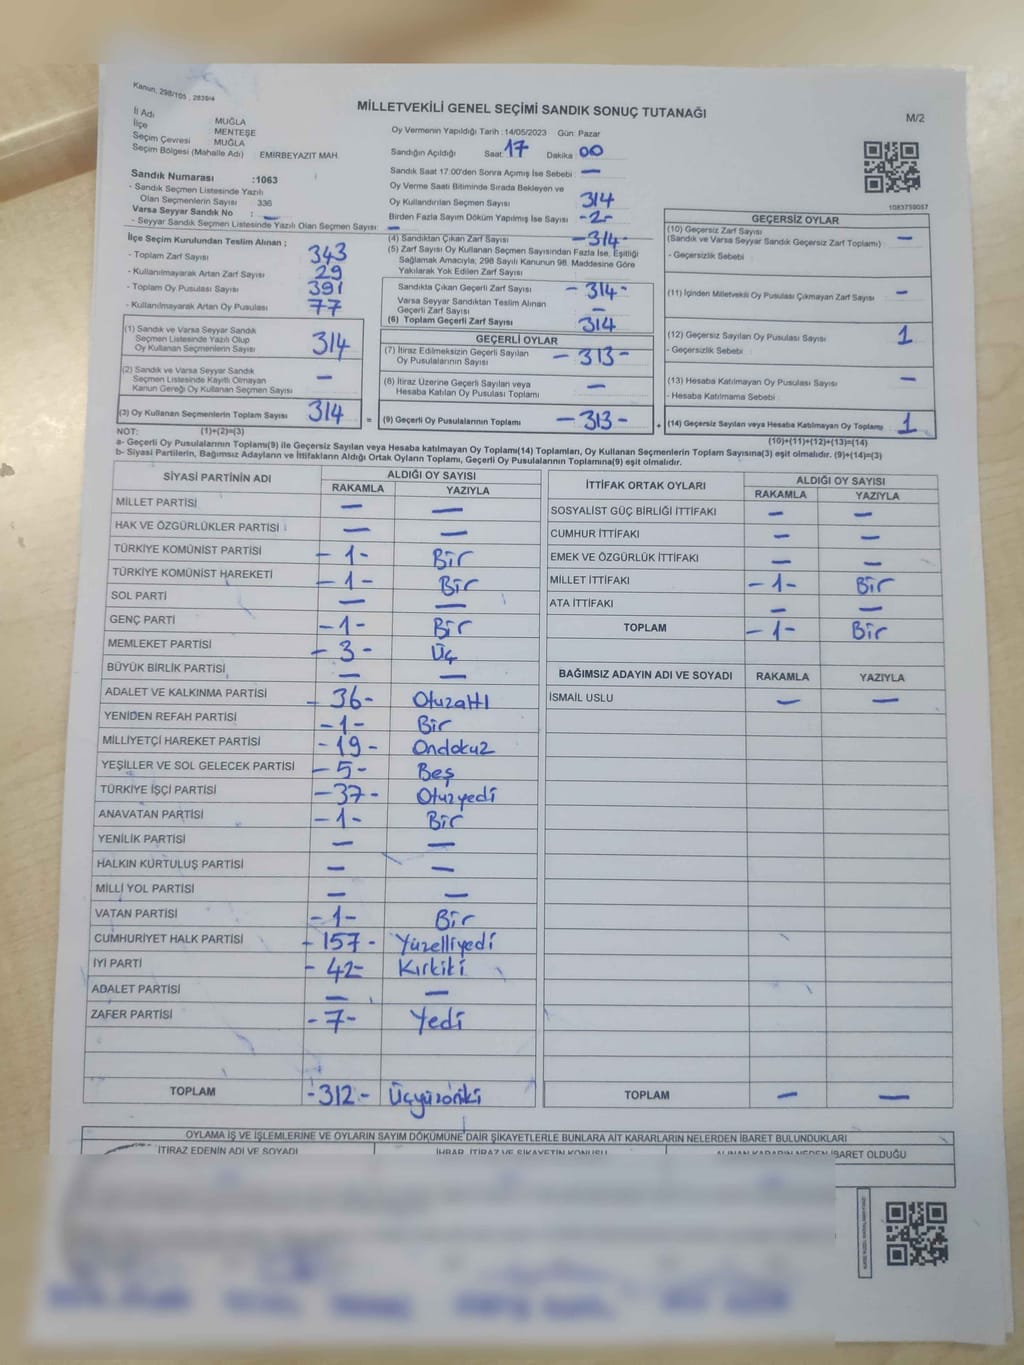 Kanun, 298/105, 2839/4
MİLLETVEKİLİ GENEL SEÇİMİ SANDIK SONUÇ TUTANAĞI
M/2
İl Adı MUĞLA
İlçe MENTEŞE
Seçim Çevresi MUĞLA
Seçim Bölgesi (Mahalle Adı) EMİRBEYAZIT MAH.
Sandık Numarası :1063
- Sandık Seçmen Listesinde Yazılı
Olan Seçmenlerin Sayısı : 336
Varsa Seyyar Sandık No : —
- Seyyar Sandık Seçmen Listesinde Yazılı Olan Seçmen Sayısı : —
Oy Vermenin Yapıldığı Tarih : 14/05/2023 Gün: Pazar
Sandığın Açıldığı Saat: 17 Dakika 00
Sandık Saat 17.00'den Sonra Açımış İse Sebebi : —
Oy Verme Saati Bitiminde Sırada Bekleyen ve
Oy Kullandırılan Seçmen Sayısı 314
Birden Fazla Sayım Döküm Yapılmış İse Sayısı -2-
1083758057
İlçe Seçim Kurulundan Teslim Alınan ;
- Toplam Zarf Sayısı 343
- Kullanılmayarak Artan Zarf Sayısı 29
- Toplam Oy Pusulası Sayısı 391
- Kullanılmayarak Artan Oy Pusulası 77
(1) Sandık ve Varsa Seyyar Sandık
Seçmen Listesinde Yazılı Olup
Oy Kullanan Seçmenlerin Sayısı 314
(2) Sandık ve Varsa Seyyar Sandık
Seçmen Listesinde Kayıtlı Olmayan
Kanun Gereği Oy Kullanan Seçmen Sayısı —
(3) Oy Kullanan Seçmenlerin Toplam Sayısı 314 =
(4) Sandıktan Çıkan Zarf Sayısı -314-
(5) Zarf Sayısı Oy Kullanan Seçmen Sayısından Fazla İse, Eşitliği
Sağlamak Amacıyla, 298 Sayılı Kanunun 98. Maddesine Göre
Yakılarak Yok Edilen Zarf Sayısı :
Sandıkta Çıkan Geçerli Zarf Sayısı -314-
Varsa Seyyar Sandıktan Teslim Alınan
Geçerli Zarf Sayısı —
(6) Toplam Geçerli Zarf Sayısı 314
GEÇERLİ OYLAR
(7) İtiraz Edilmeksizin Geçerli Sayılan
Oy Pusulalarının Sayısı -313-
(8) İtiraz Üzerine Geçerli Sayılan veya
Hesaba Katılan Oy Pusulası Toplamı —
(9) Geçerli Oy Pusulalarının Toplamı -313- +
GEÇERSİZ OYLAR
(10) Geçersiz Zarf Sayısı
(Sandık ve Varsa Seyyar Sandık Geçersiz Zarf Toplamı) —
- Geçersizlik Sebebi :
(11) İçinden Milletvekili Oy Pusulası Çıkmayan Zarf Sayısı —
(12) Geçersiz Sayılan Oy Pusulası Sayısı 1
- Geçersizlik Sebebi :
(13) Hesaba Katılmayan Oy Pusulası Sayısı —
- Hesaba Katılmama Sebebi :
(14) Geçersiz Sayılan veya Hesaba Katılmayan Oy Toplamı 1
NOT: (1)+(2)=(3) (10)+(11)+(12)+(13)=(14)
a- Geçerli Oy Pusulalarının Toplamı(9) ile Geçersiz Sayılan veya Hesaba katılmayan Oy Toplamı(14) Toplamları, Oy Kullanan Seçmenlerin Toplam Sayısına(3) eşit olmalıdır. (9)+(14)=(3)
b- Siyasi Partilerin, Bağımsız Adayların ve İttifakların Aldığı Ortak Oyların Toplamı, Geçerli Oy Pusulalarının Toplamına(9) eşit olmalıdır.
SİYASİ PARTİNİN ADI ALDIĞI OY SAYISI
RAKAMLA YAZIYLA
MİLLET PARTİSİ — —
HAK VE ÖZGÜRLÜKLER PARTİSİ — —
TÜRKİYE KOMÜNİST PARTİSİ -1- Bir
TÜRKİYE KOMÜNİST HAREKETİ -1- Bir
SOL PARTİ — —
GENÇ PARTİ -1- Bir
MEMLEKET PARTİSİ -3- Üç
BÜYÜK BİRLİK PARTİSİ — —
ADALET VE KALKINMA PARTİSİ -36- Otuzaltı
YENİDEN REFAH PARTİSİ -1- Bir
MİLLİYETÇİ HAREKET PARTİSİ -19- Ondokuz
YEŞİLLER VE SOL GELECEK PARTİSİ -5- Beş
TÜRKİYE İŞÇİ PARTİSİ -37- Otuzyedi
ANAVATAN PARTİSİ -1- Bir
YENİLİK PARTİSİ — —
HALKIN KURTULUŞ PARTİSİ — —
MİLLİ YOL PARTİSİ — —
VATAN PARTİSİ -1- Bir
CUMHURİYET HALK PARTİSİ -157- Yüzelliyedi
İYİ PARTİ -42- Kırkiki
ADALET PARTİSİ — —
ZAFER PARTİSİ -7- Yedi
TOPLAM -312- Üçyüzoniki
İTTİFAK ORTAK OYLARI ALDIĞI OY SAYISI
RAKAMLA YAZIYLA
SOSYALİST GÜÇ BİRLİĞİ İTTİFAKI — —
CUMHUR İTTİFAKI — —
EMEK VE ÖZGÜRLÜK İTTİFAKI — —
MİLLET İTTİFAKI -1- Bir
ATA İTTİFAKI — —
TOPLAM -1- Bir
BAĞIMSIZ ADAYIN ADI VE SOYADI RAKAMLA YAZIYLA
İSMAİL USLU — —
TOPLAM — —
OYLAMA İŞ VE İŞLEMLERİNE VE OYLARIN SAYIM DÖKÜMÜNE DAİR ŞİKAYETLERLE BUNLARA AİT KARARLARIN NELERDEN İBARET BULUNDUKLARI
İTİRAZ EDENİN ADI VE SOYADI İHBAR, İTİRAZ VE ŞİKAYETİN KONUSU ALINAN KARARIN NEDEN İBARET OLDUĞU